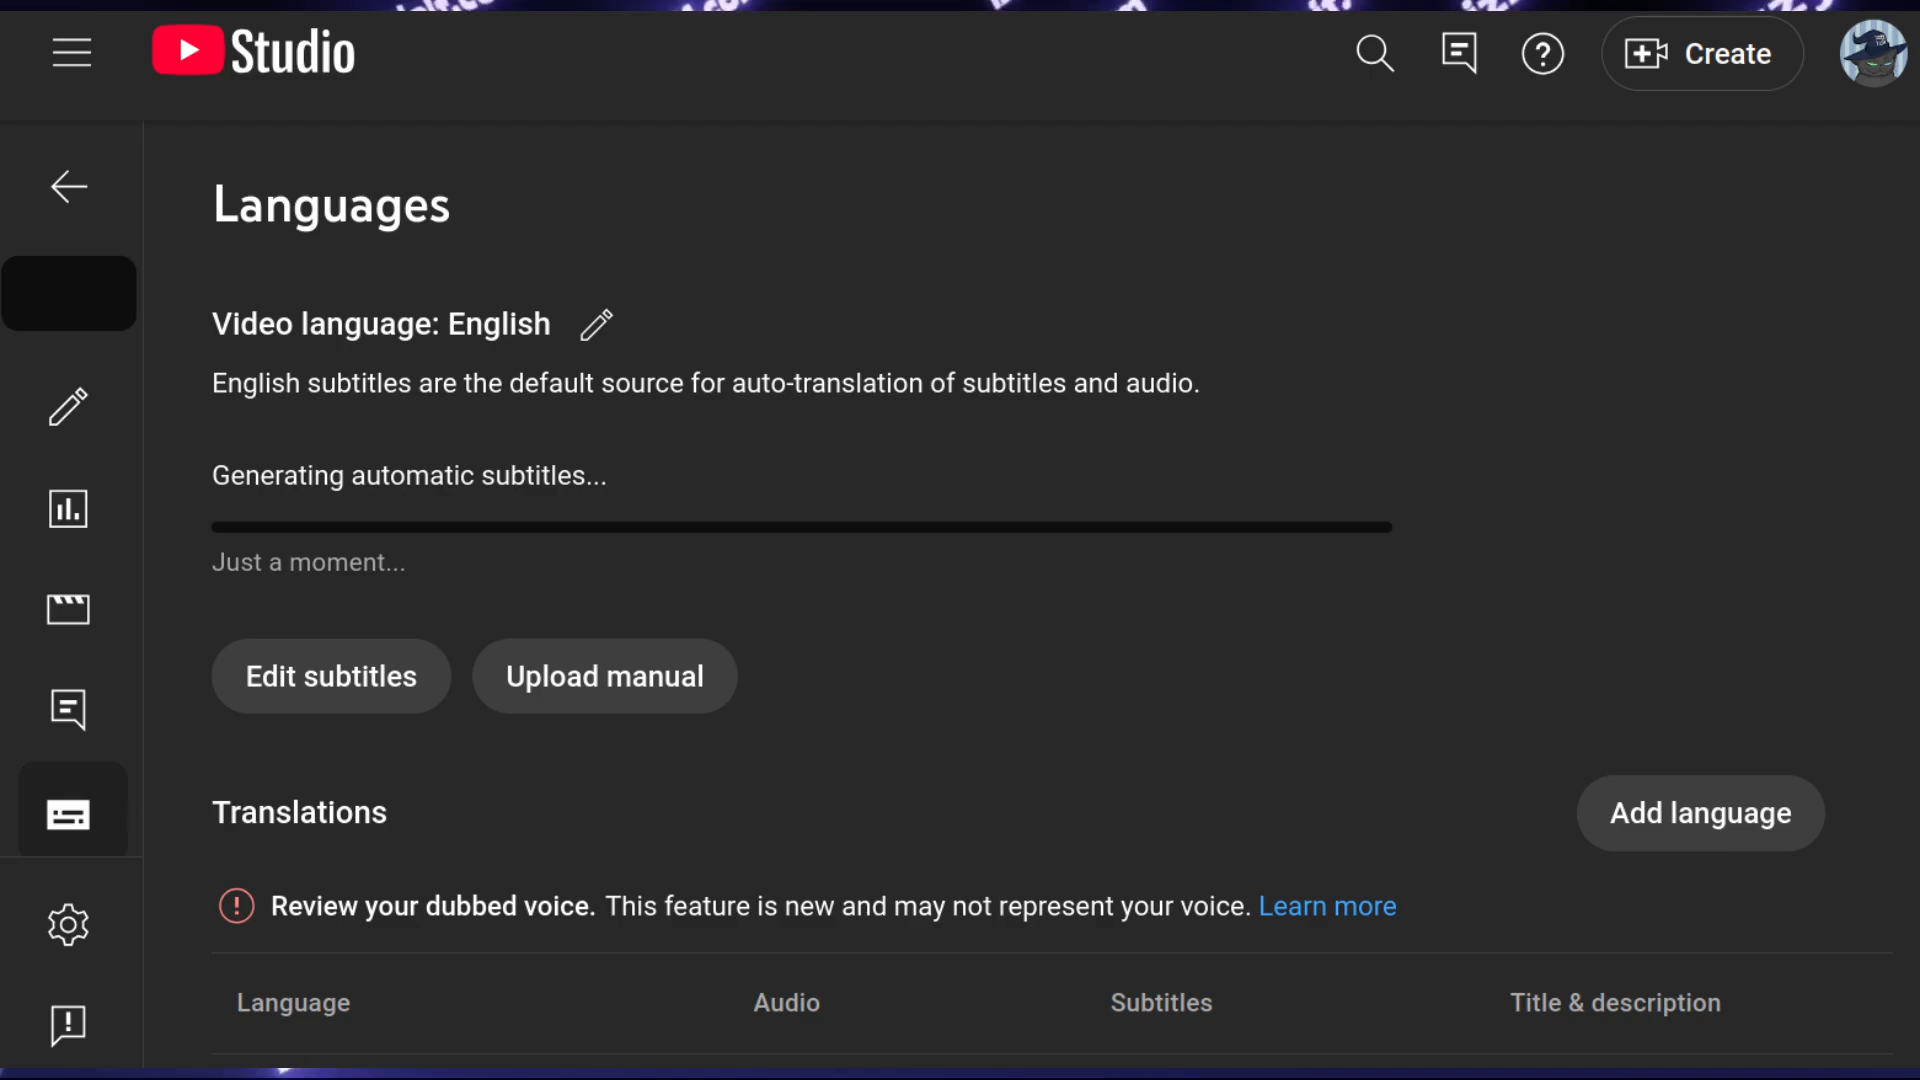 Studio
Create
Languages
Video language: English
English subtitles are the default source for auto-translation of subtitles and audio.
Generating automatic subtitles...
Just a moment...
Edit subtitles
Upload manual
Translations
Add language
Review your dubbed voice. This feature is new and may not represent your voice. Learn more
Language
Audio
Subtitles
Title & description